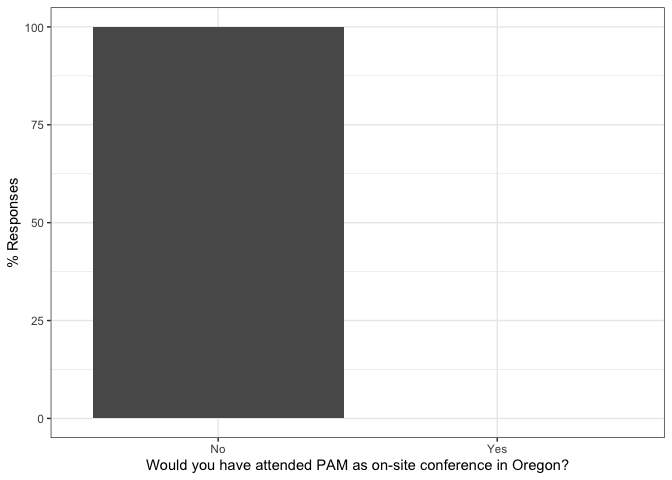 100
75
50
25
0
% Responses
No Yes
Would you have attended PAM as on-site conference in Oregon?